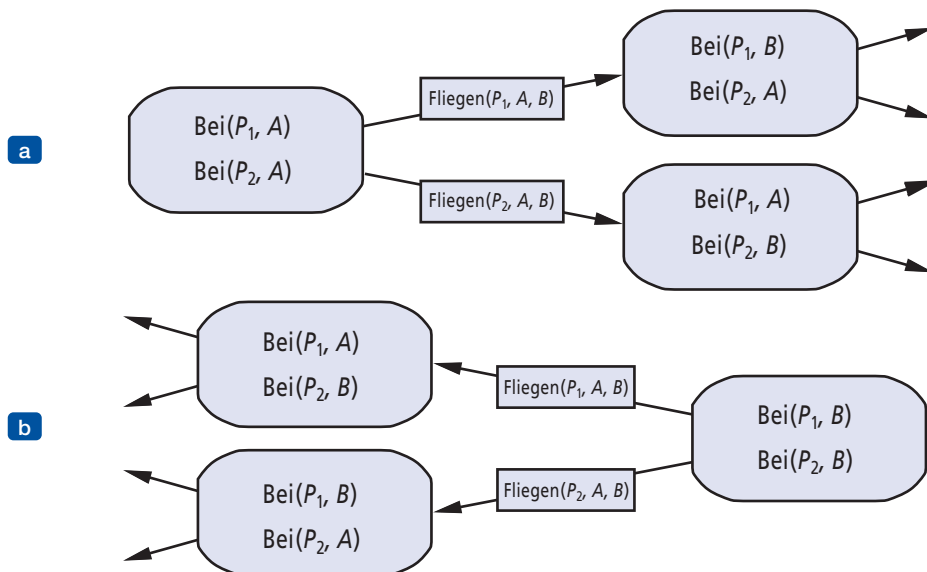 Bei(P₁, B)
Bei(P₂, A)
Fliegen(P₁, A, B)
Bei(P₁, A)
Bei(P₂, A)
a
Fliegen(P₂, A, B)
Bei(P₁, A)
Bei(P₂, B)
Bei(P₁, A)
Bei(P₂, B)
Fliegen(P₁, A, B)
b
Bei(P₁, B)
Bei(P₂, B)
Fliegen(P₂, A, B)
Bei(P₁, B)
Bei(P₂, A)